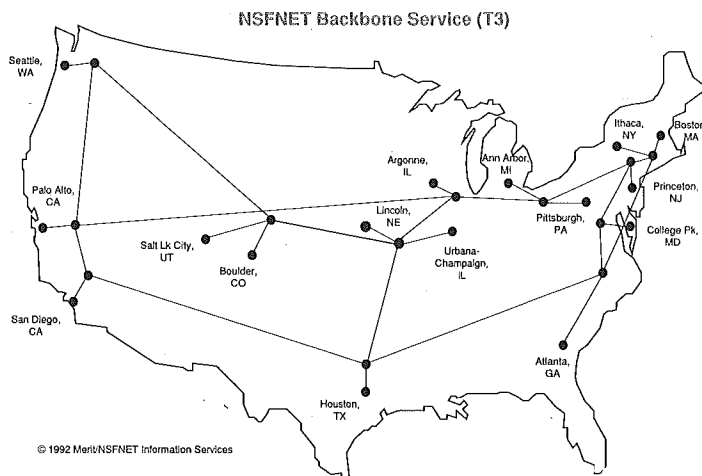 NSFNET Backbone Service (T3)
Seattle,
WA
Ithaca,
NY
Boston
MA
Argonne,
IL
Ann Arbor,
MI
Palo Alto,
CA
Lincoln,
NE
Pittsburgh,
PA
Princeton,
NJ
College Pk,
MD
Salt Lk City,
UT
Boulder,
CO
Urbana-
Champaign,
IL
San Diego,
CA
Atlanta,
GA
Houston,
TX
© 1992 Merit/NSFNET Information Services